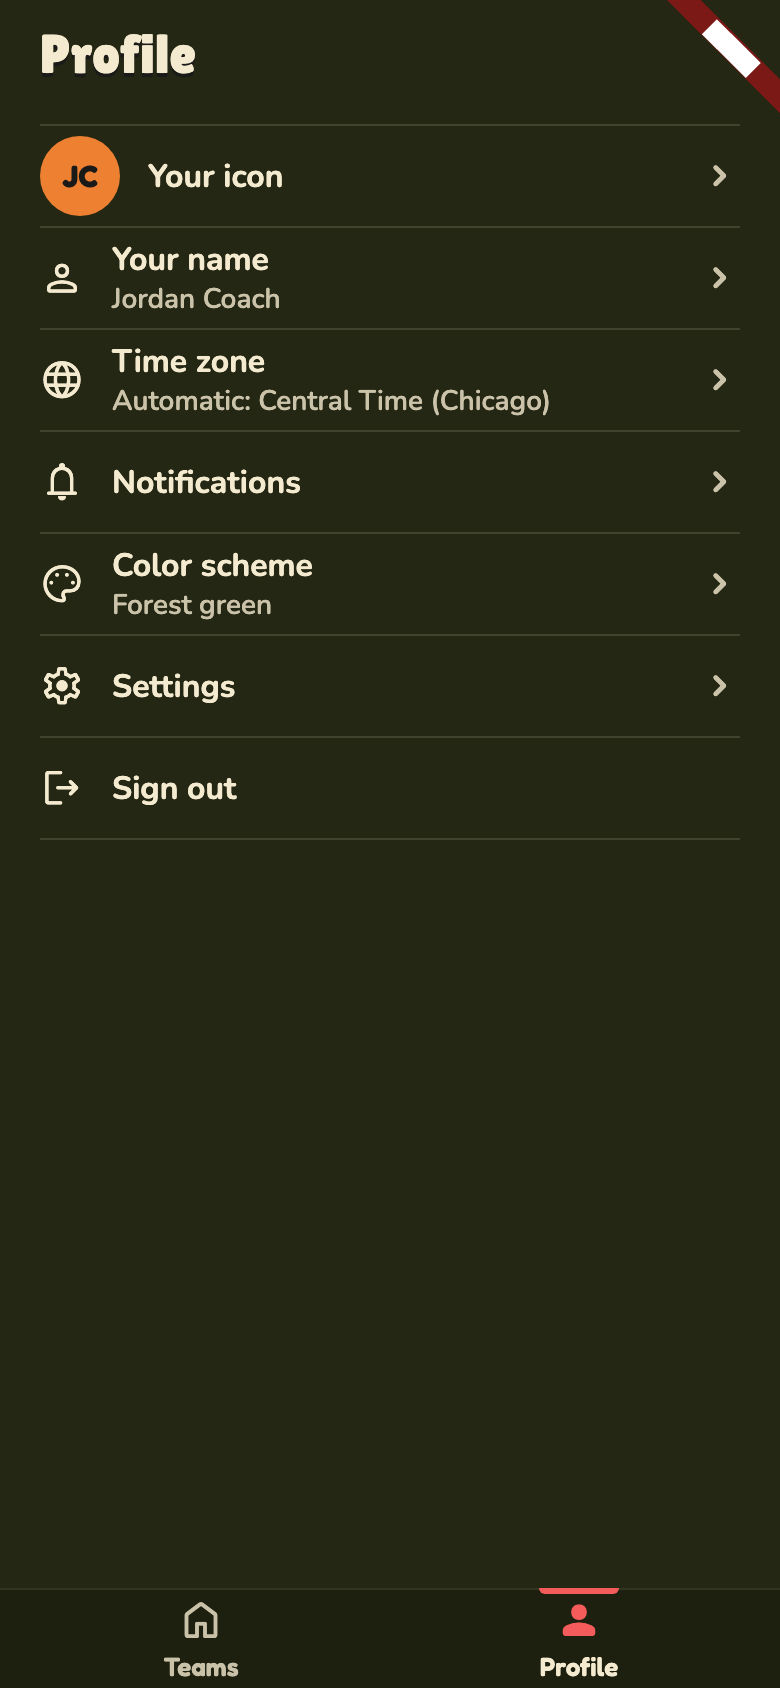 Profile
JC
Your icon
Your name
Jordan Coach
Time zone
Automatic: Central Time (Chicago)
Notifications
Color scheme
Forest green
Settings
Sign out
Teams
Profile